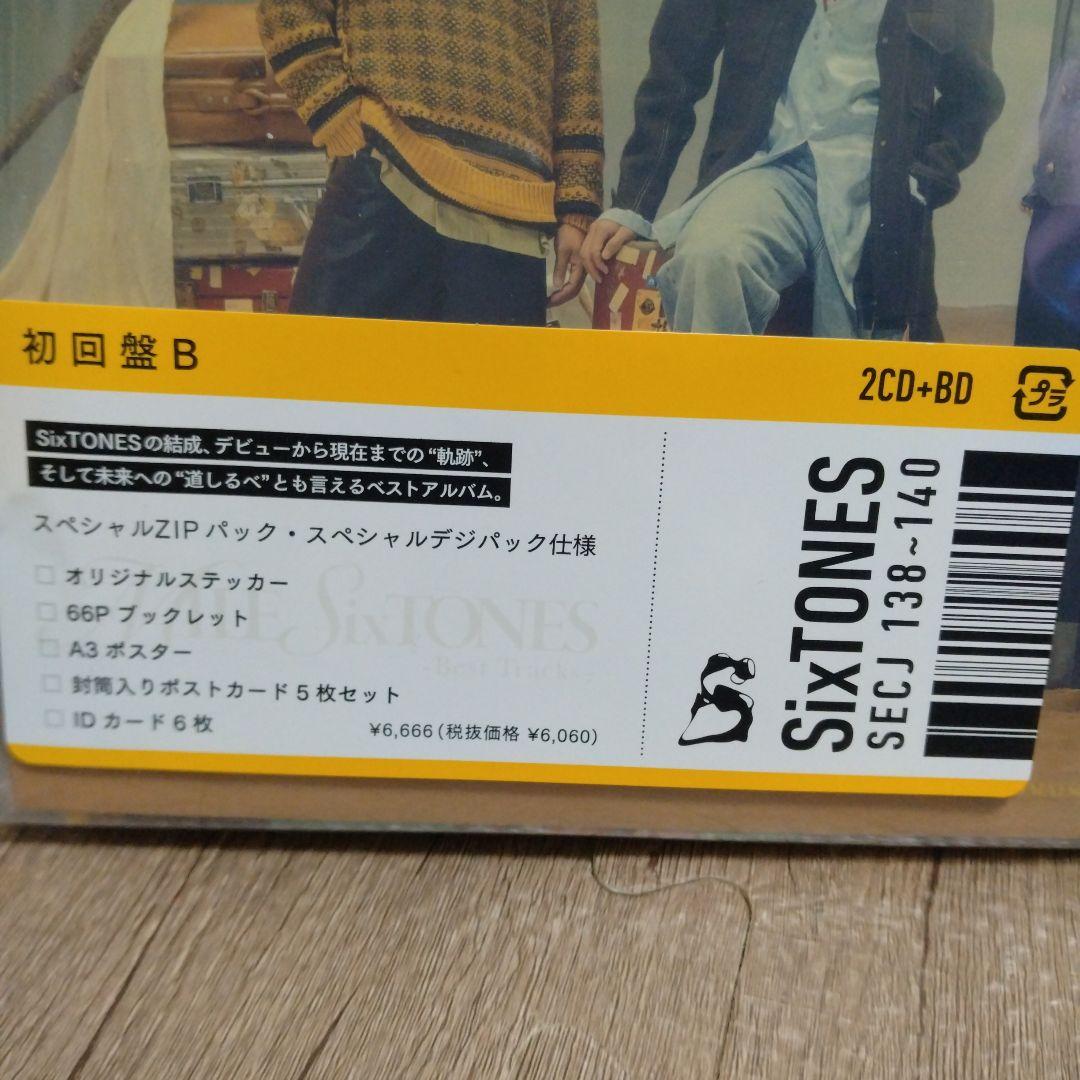 初回盤B
2CD+BD
プラ
SixTONESの結成、デビューから現在までの“軌跡”、
そして未来への“道しるべ”とも言えるベストアルバム。
スペシャルZIPパック・スペシャルデジパック仕様
□ オリジナルステッカー
□ 66P ブックレット
□ A3 ポスター
□ 封筒入りポストカード5枚セット
□ IDカード6枚
¥6,666(税抜価格 ¥6,060)
SixTONES
-Best Tracks-
SixTONES
SECJ 138~140